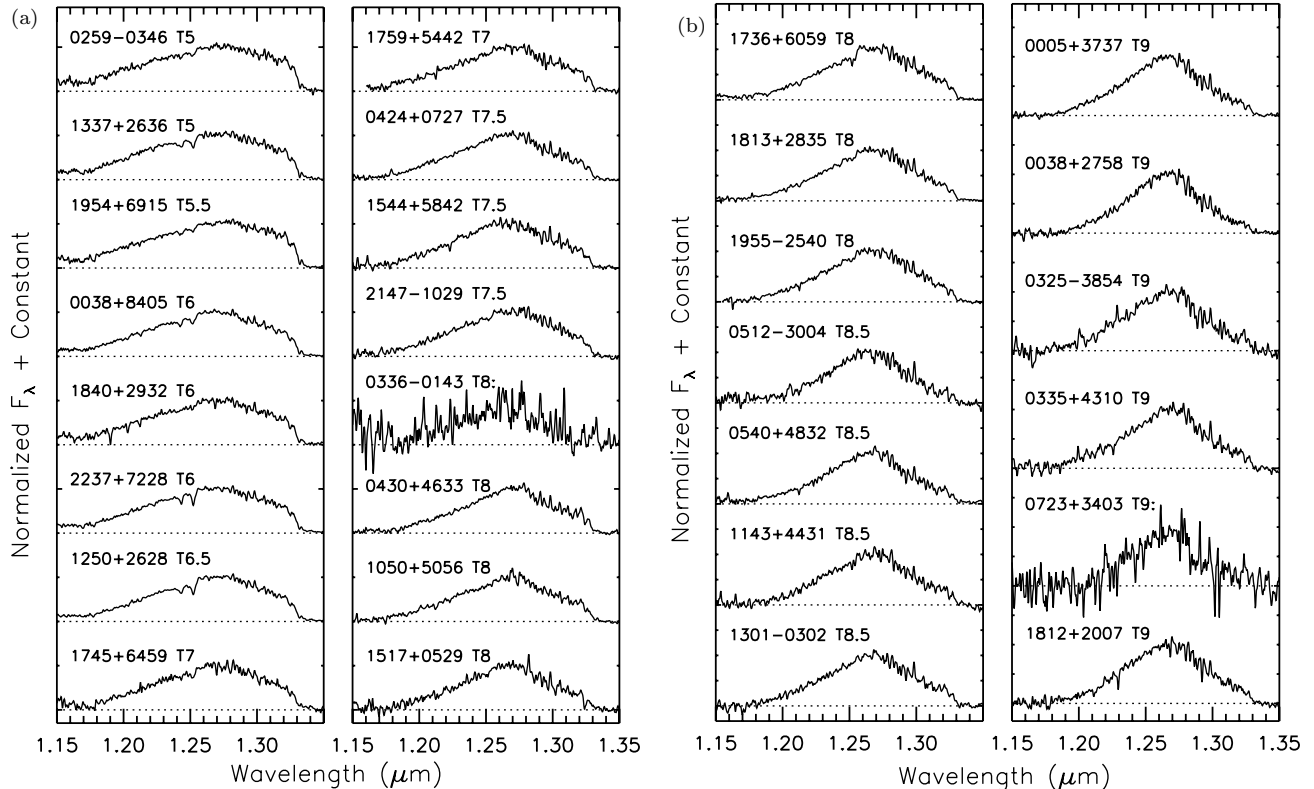 (a)
0259−0346 T5
1337+2636 T5
1954+6915 T5.5
0038+8405 T6
1840+2932 T6
2237+7228 T6
1250+2628 T6.5
1745+6459 T7
1759+5442 T7
0424+0727 T7.5
1544+5842 T7.5
2147−1029 T7.5
0336−0143 T8:
0430+4633 T8
1050+5056 T8
1517+0529 T8
Normalized Fλ + Constant
1.15 1.20 1.25 1.30 1.15 1.20 1.25 1.30 1.35
Wavelength (μm)
(b)
1736+6059 T8
1813+2835 T8
1955−2540 T8
0512−3004 T8.5
0540+4832 T8.5
1143+4431 T8.5
1301−0302 T8.5
0005+3737 T9
0038+2758 T9
0325−3854 T9
0335+4310 T9
0723+3403 T9:
1812+2007 T9
Normalized Fλ + Constant
1.15 1.20 1.25 1.30 1.15 1.20 1.25 1.30 1.35
Wavelength (μm)